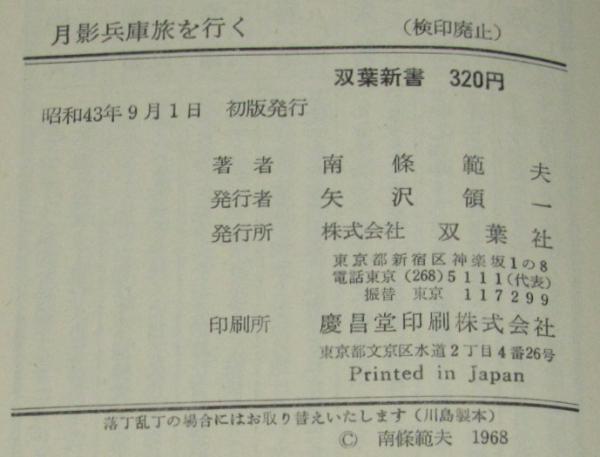 月影兵庫旅を行く (検印廃止)
双葉新書 320円
昭和43年9月1日 初版発行
著者 南條範夫
発行者 矢沢領一
発行所 株式会社 双葉社
東京都新宿区神楽坂1の8
電話東京(268)5111(代表)
振替 東京 117299
印刷所 慶昌堂印刷株式会社
東京都文京区水道2丁目4番26号
Printed in Japan
落丁乱丁の場合にはお取り替えいたします(川島製本)
© 南條範夫 1968